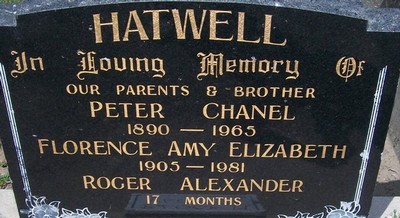 HATWELL
In Loving Memory Of
OUR PARENTS & BROTHER
PETER CHANEL
1890 — 1965
FLORENCE AMY ELIZABETH
1905 — 1981
ROGER ALEXANDER
17 MONTHS